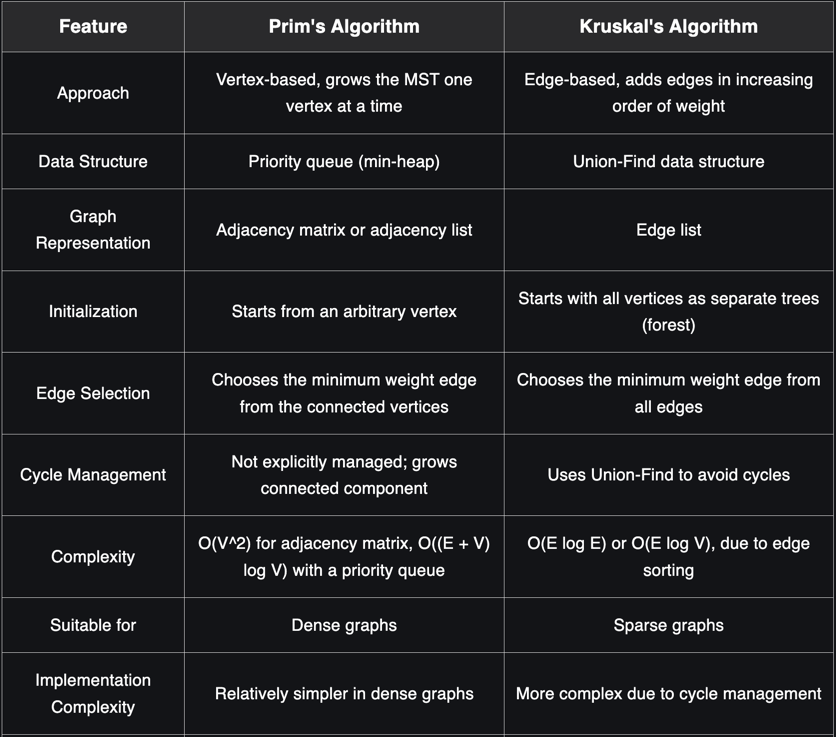 Feature Prim's Algorithm Kruskal's Algorithm
Approach
Vertex-based, grows the MST one
vertex at a time
Edge-based, adds edges in increasing
order of weight
Data Structure
Priority queue (min-heap)
Union-Find data structure
Graph
Representation
Adjacency matrix or adjacency list
Edge list
Initialization
Starts from an arbitrary vertex
Starts with all vertices as separate trees
(forest)
Edge Selection
Chooses the minimum weight edge
from the connected vertices
Chooses the minimum weight edge from
all edges
Cycle Management
Not explicitly managed; grows
connected component
Uses Union-Find to avoid cycles
Complexity
O(V^2) for adjacency matrix, O((E + V)
log V) with a priority queue
O(E log E) or O(E log V), due to edge
sorting
Suitable for
Dense graphs
Sparse graphs
Implementation
Complexity
Relatively simpler in dense graphs
More complex due to cycle management